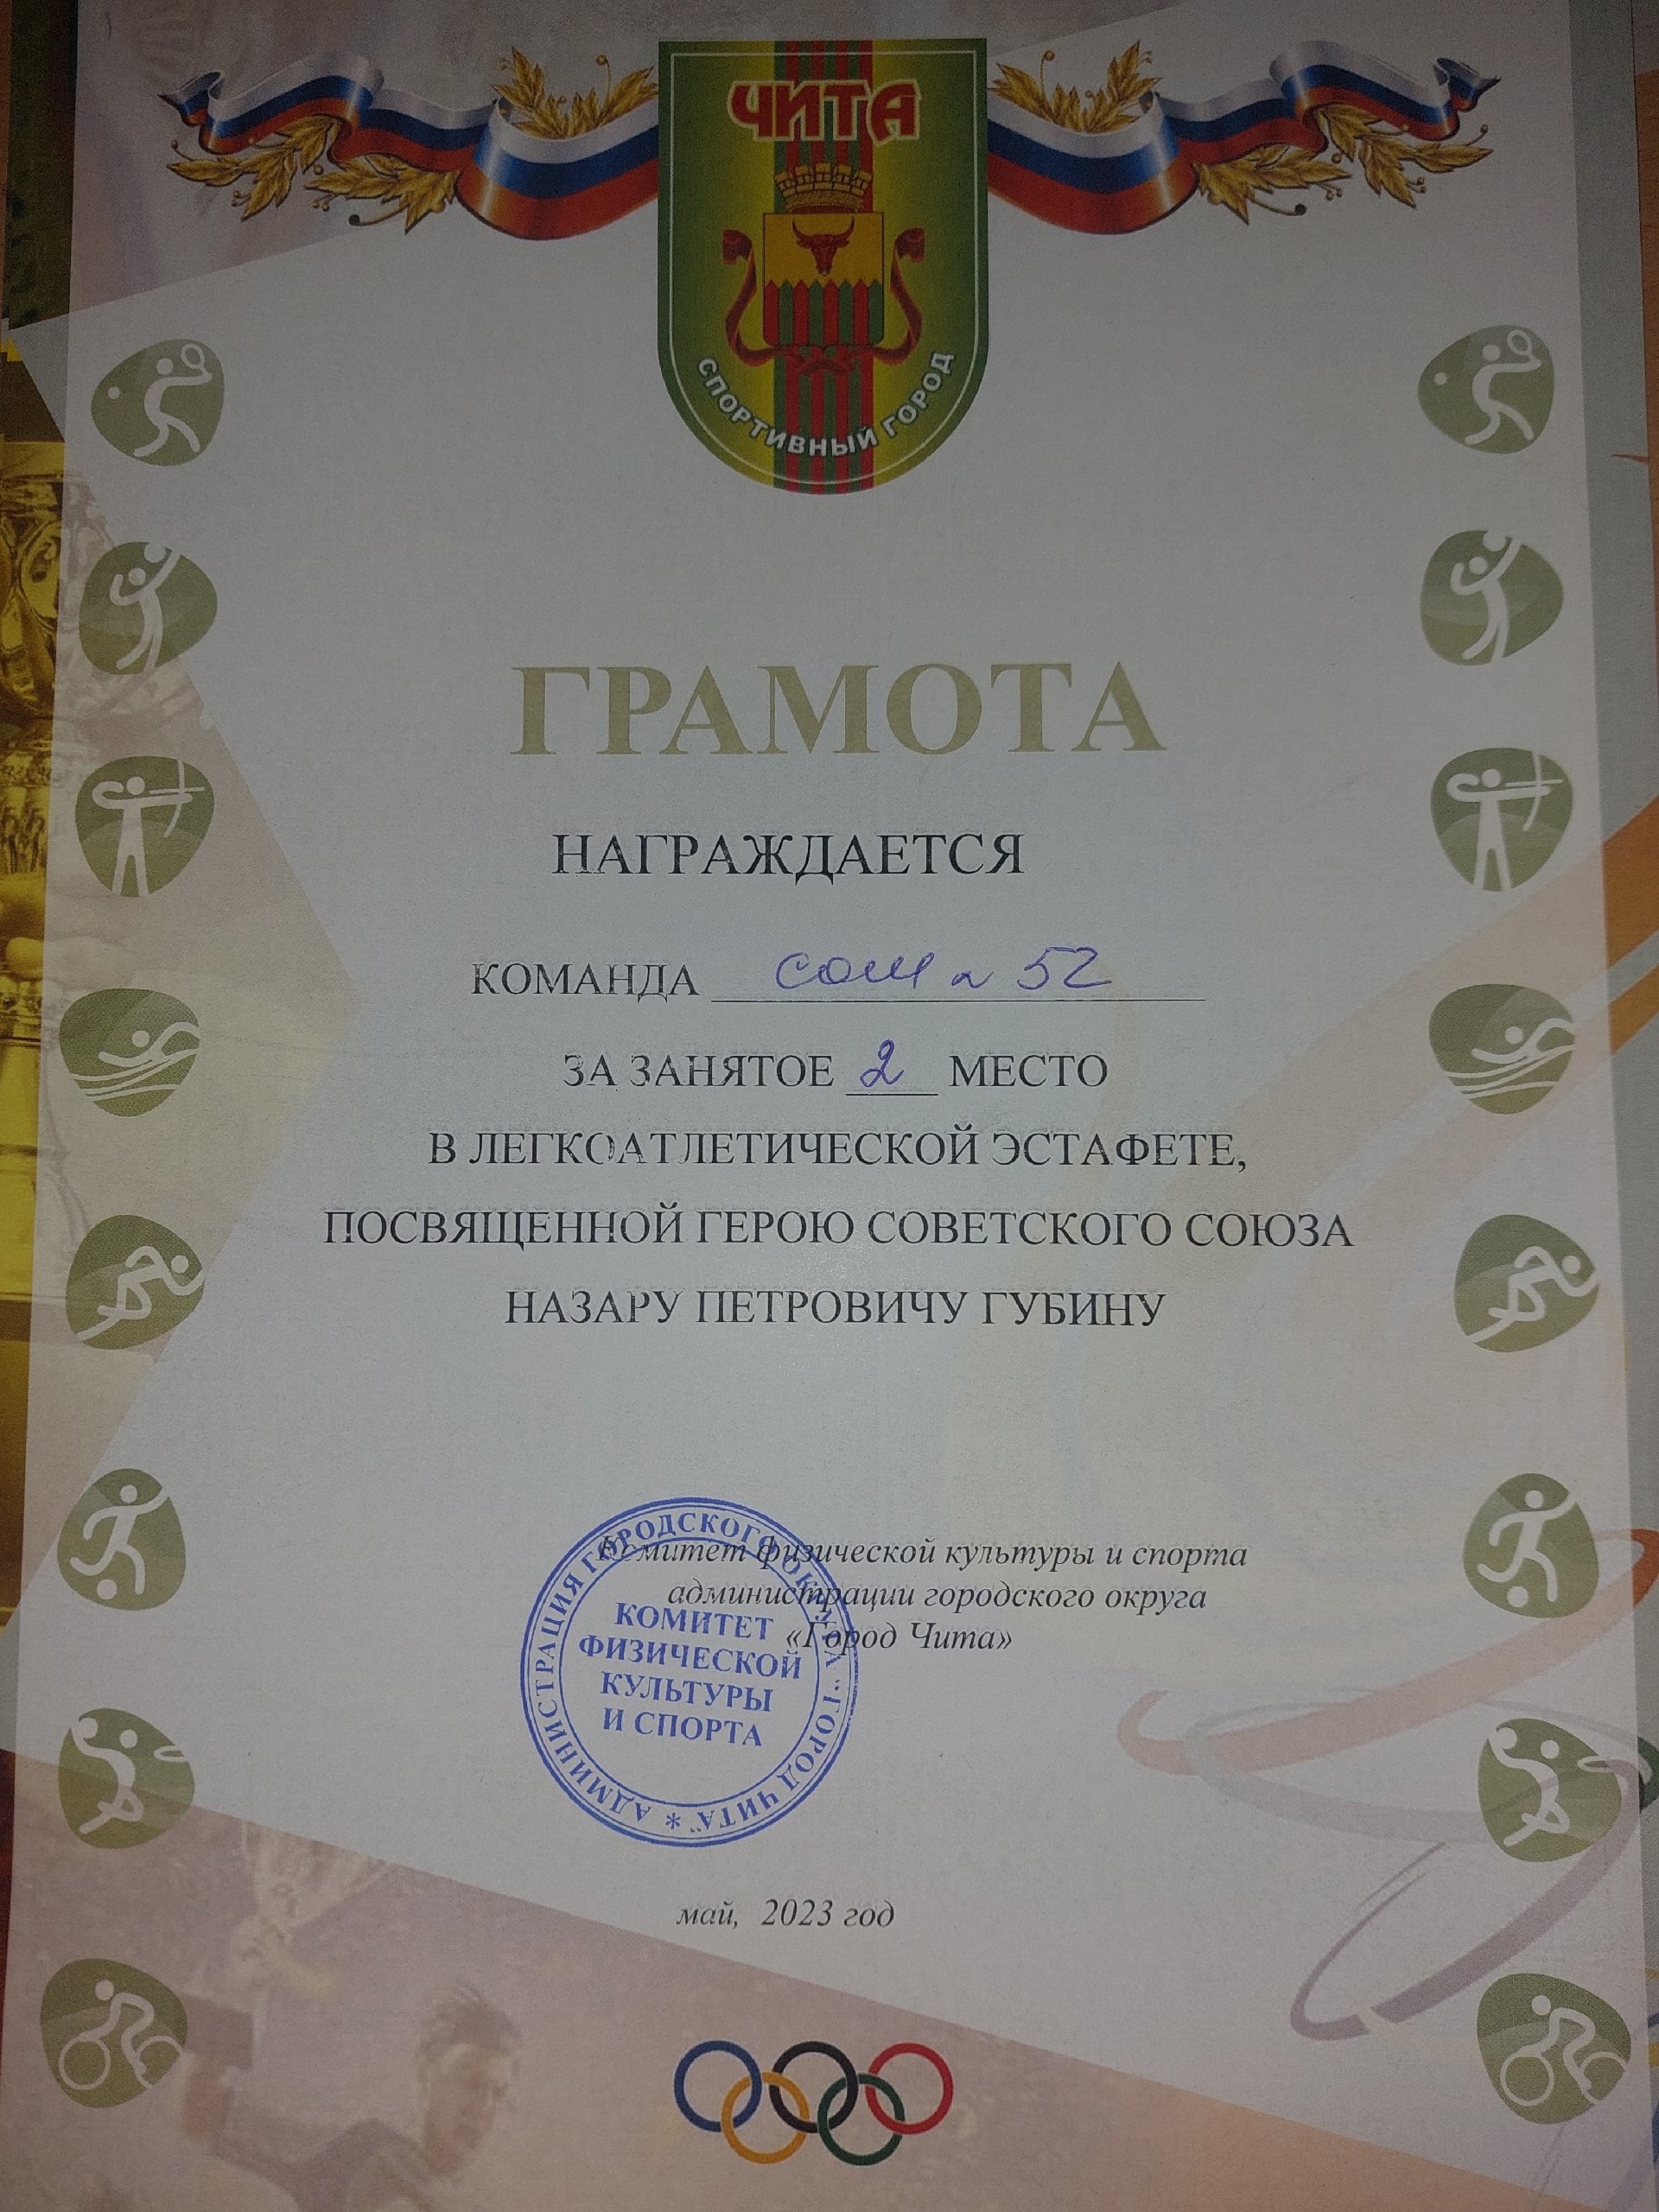 ЧИТА
СПОРТИВНЫЙ ГОРОД
ГРАМОТА
НАГРАЖДАЕТСЯ
КОМАНДА сош № 52
ЗА ЗАНЯТОЕ 2 МЕСТО
В ЛЕГКОАТЛЕТИЧЕСКОЙ ЭСТАФЕТЕ,
ПОСВЯЩЕННОЙ ГЕРОЮ СОВЕТСКОГО СОЮЗА
НАЗАРУ ПЕТРОВИЧУ ГУБИНУ
Комитет физической культуры и спорта
администрации городского округа
«Город Чита»
АДМИНИСТРАЦИЯ ГОРОДСКОГО ОКРУГА "ГОРОД ЧИТА" *
КОМИТЕТ
ФИЗИЧЕСКОЙ
КУЛЬТУРЫ
И СПОРТА
май, 2023 год